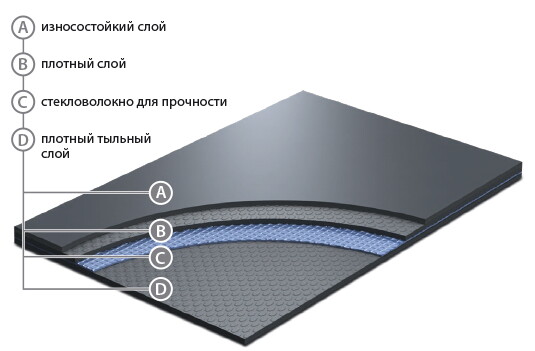 A износостойкий слой
B плотный слой
C стекловолокно для прочности
D плотный тыльный
слой
A
B
C
D